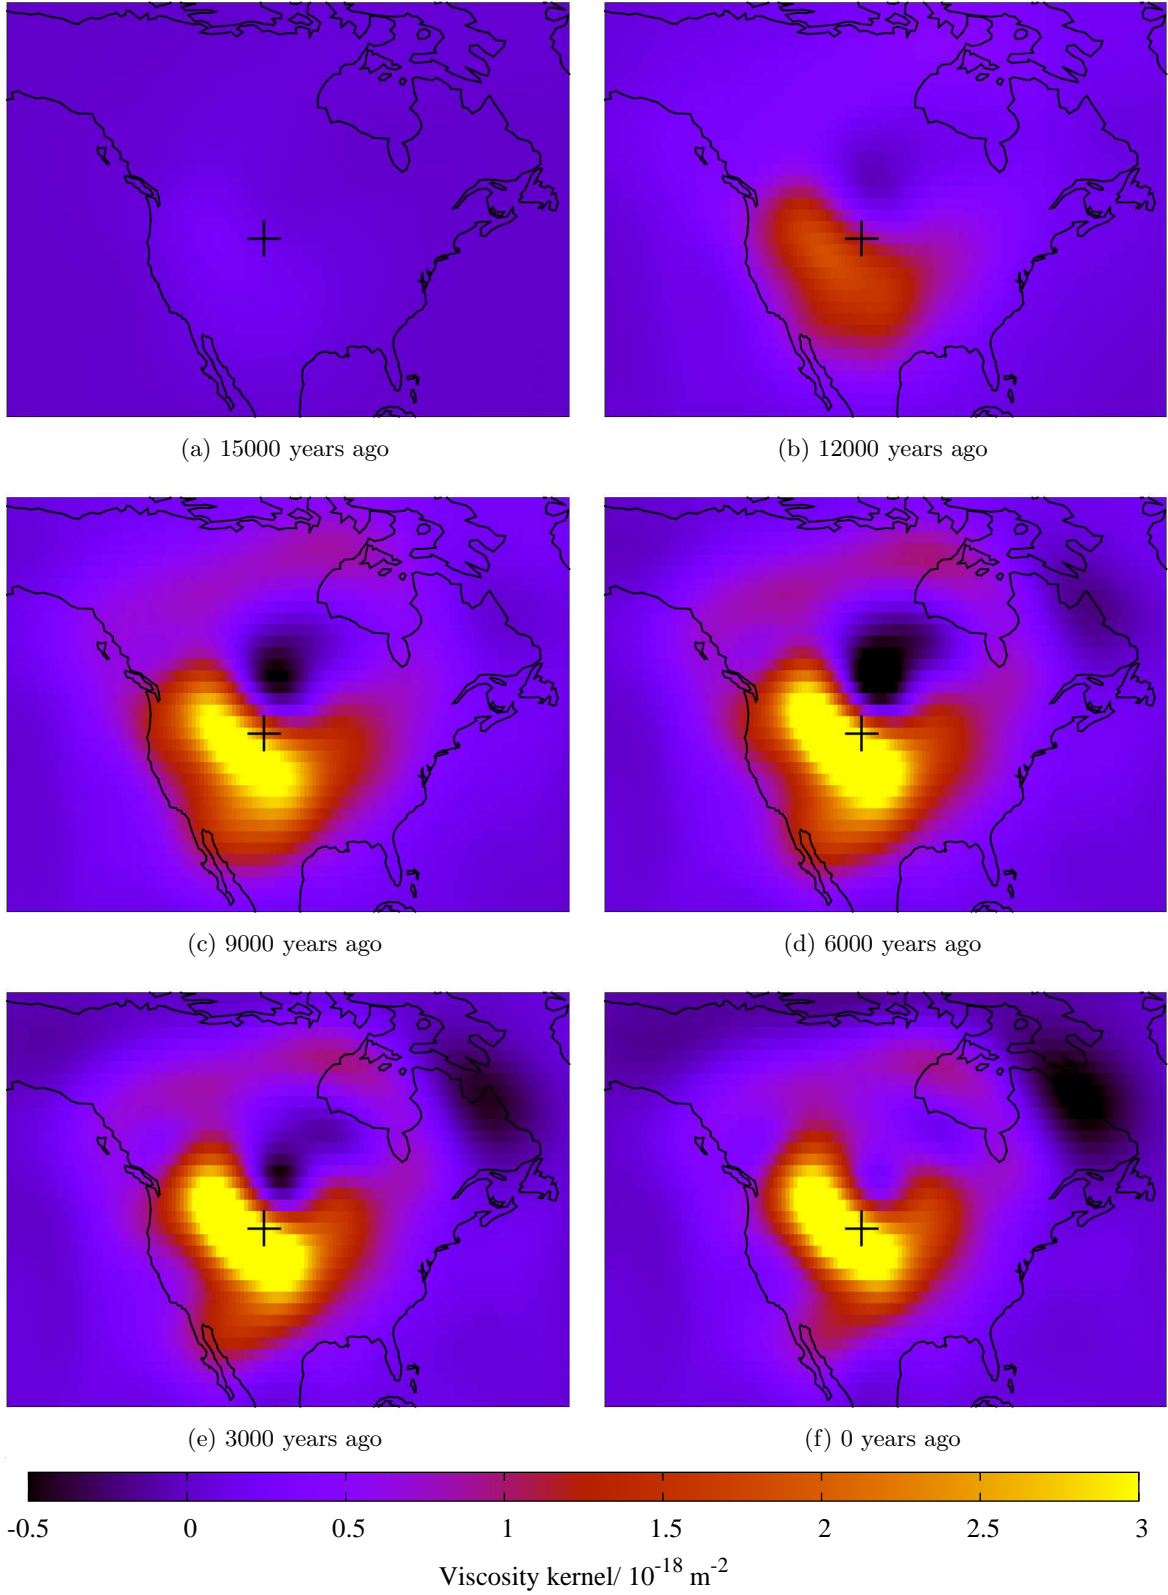 (a) 15000 years ago
(b) 12000 years ago
(c) 9000 years ago
(d) 6000 years ago
(e) 3000 years ago
(f) 0 years ago
-0.5 0 0.5 1 1.5 2 2.5 3
Viscosity kernel/ 10^-18 m^-2